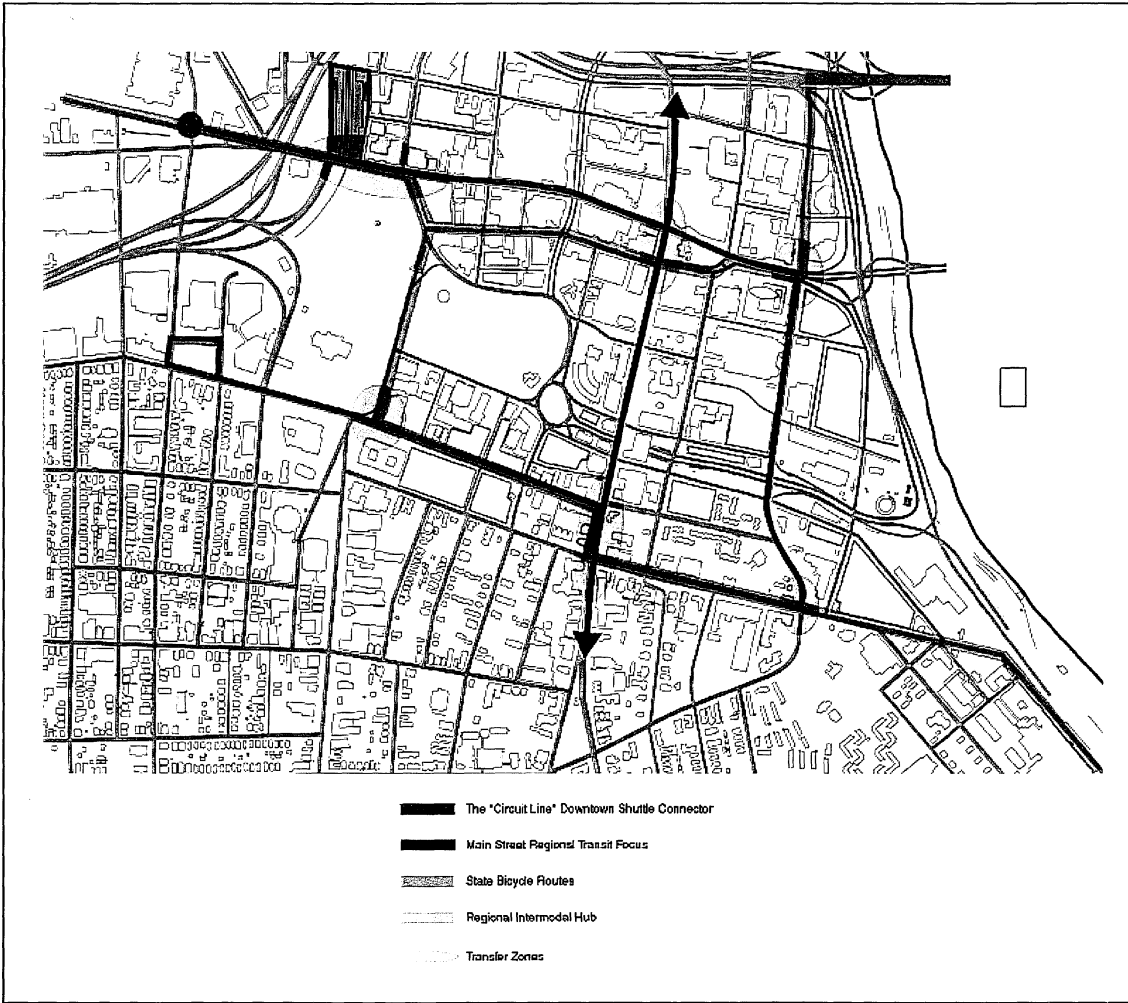 The "Circuit Line" Downtown Shuttle Connector
Main Street Regional Transit Focus
State Bicycle Routes
Regional Intermodal Hub
Transfer Zones